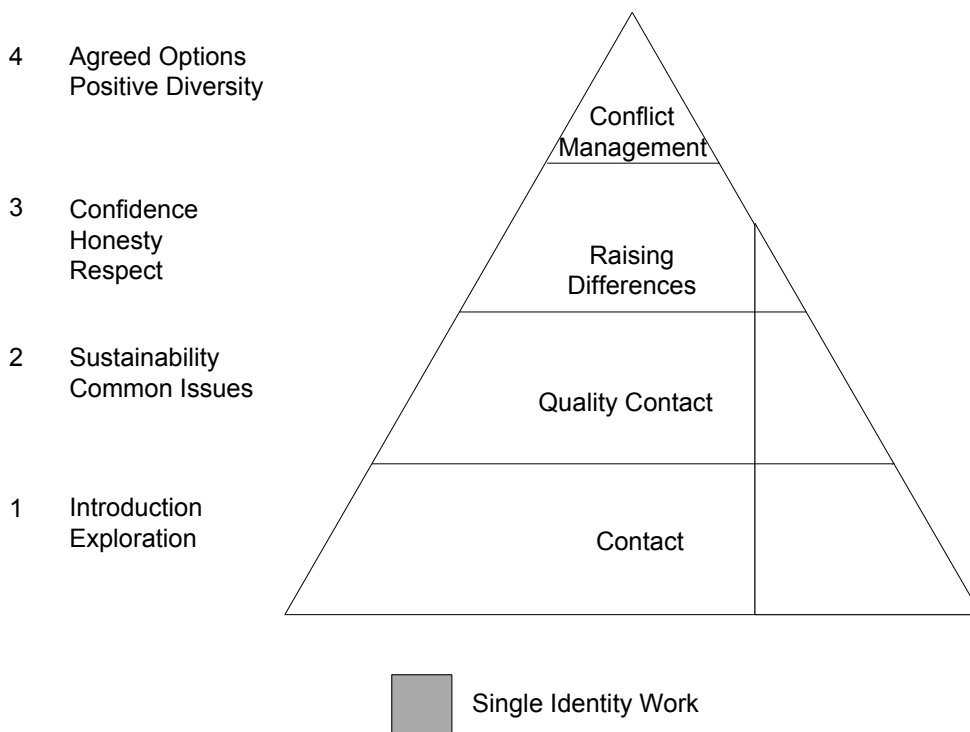 4 Agreed Options
Positive Diversity
Conflict
Management
3 Confidence
Honesty
Respect
Raising
Differences
2 Sustainability
Common Issues
Quality Contact
1 Introduction
Exploration
Contact
Single Identity Work